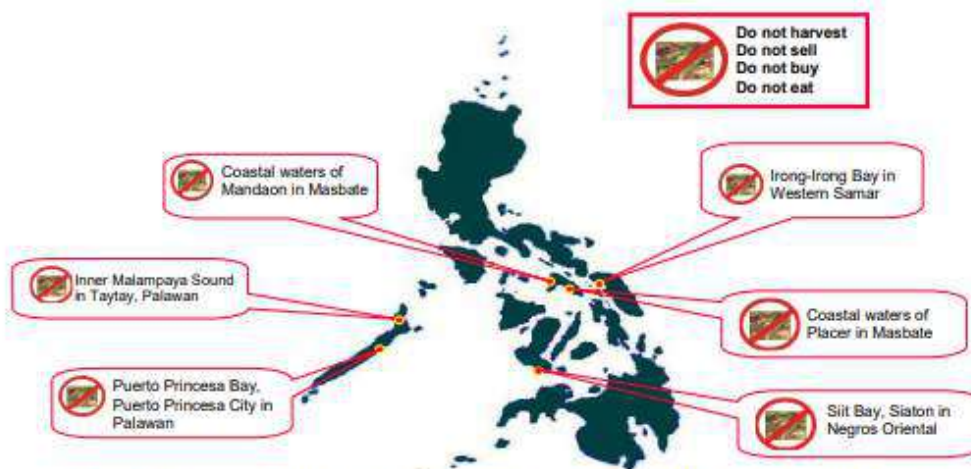 Do not harvest
Do not sell
Do not buy
Do not eat
Coastal waters of
Mandaon in Masbate
Irong-Irong Bay in
Western Samar
Inner Malampaya Sound
in Taytay, Palawan
Coastal waters of
Placer in Masbate
Puerto Princesa Bay,
Puerto Princesa City in
Palawan
Siit Bay, Siaton in
Negros Oriental